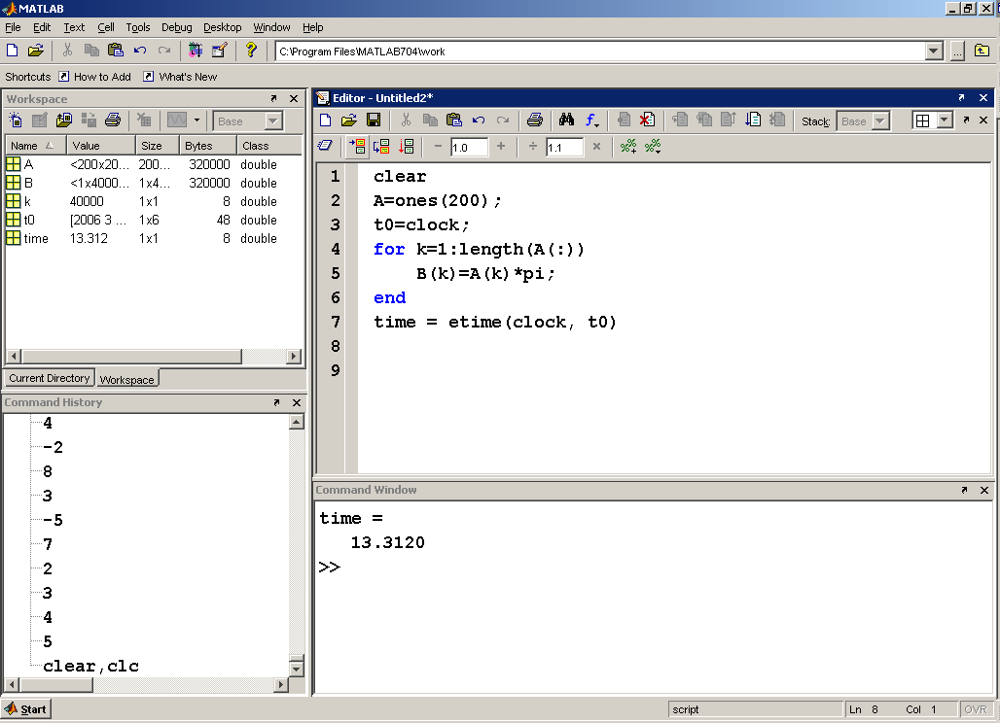 MATLAB
File Edit Text Cell Tools Debug Desktop Window Help
C:\Program Files\MATLAB704\work
...
Shortcuts How to Add What's New
Workspace
Base
Name Value Size Bytes Class
A <200x20... 200... 320000 double
B <1x4000... 1x4... 320000 double
k 40000 1x1 8 double
t0 [2006 3 ... 1x6 48 double
time 13.312 1x1 8 double
Current Directory Workspace
Command History
4
-2
8
3
-5
7
2
3
4
5
clear,clc
Editor - Untitled2*
Stack: Base
− 1.0 + ÷ 1.1 ×
1 clear
2 A=ones(200);
3 t0=clock;
4 for k=1:length(A(:))
5 B(k)=A(k)*pi;
6 end
7 time = etime(clock, t0)
8
9
Command Window
time =
13.3120
>>
Start
script Ln 8 Col 1 OVR